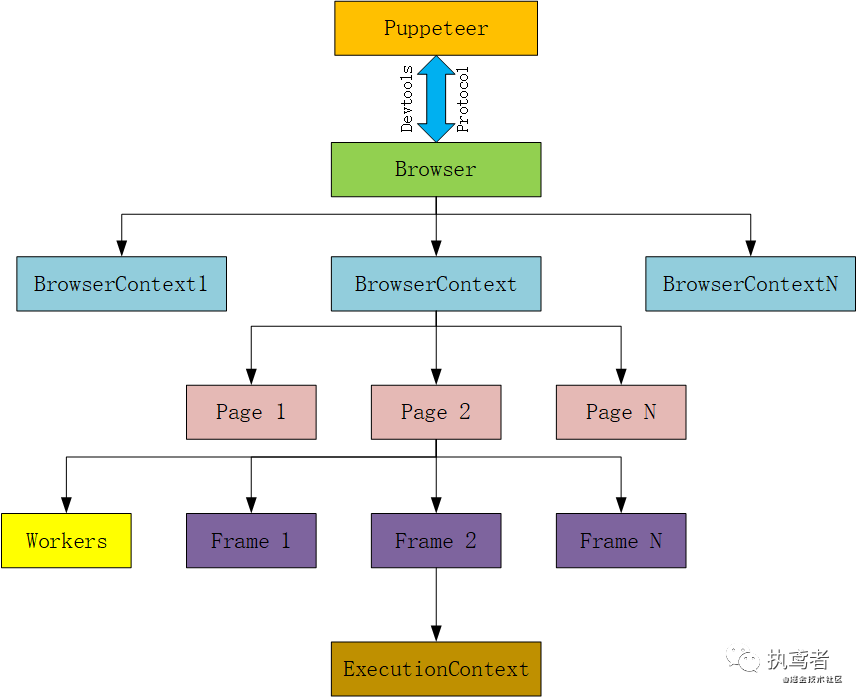 Puppeteer
Devtools
Protocol
Browser
BrowserContext1
BrowserContext
BrowserContextN
Page 1
Page 2
Page N
Workers
Frame 1
Frame 2
Frame N
ExecutionContext
执鸢者
@掘金技术社区